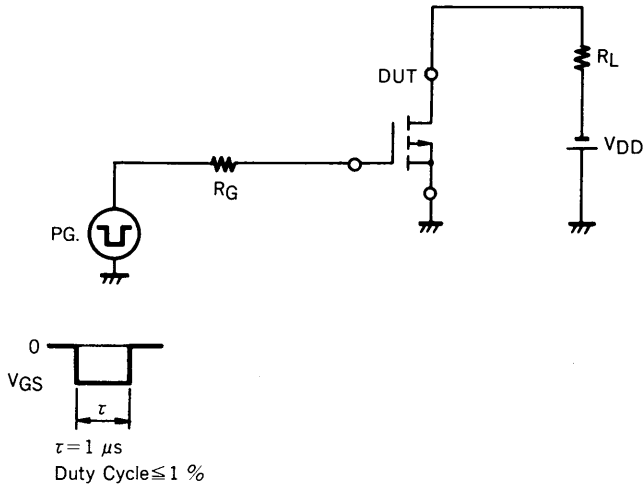 DUT
RL
VDD
RG
PG.
0
VGS
τ
τ=1 μs
Duty Cycle≦1 %